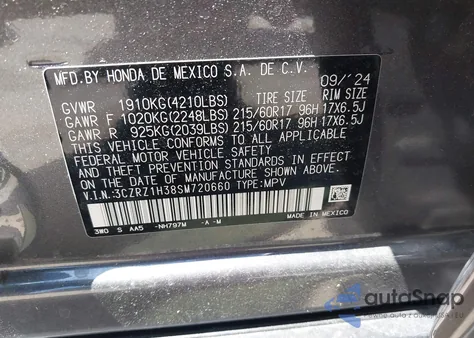 MFD.BY HONDA DE MEXICO S.A. DE C.V. 09/'24
GVWR 1910KG(4210LBS) TIRE SIZE RIM SIZE
GAWR F 1020KG(2248LBS) 215/60R17 96H 17X6.5J
GAWR R 925KG(2039LBS) 215/60R17 96H 17X6.5J
THIS VEHICLE CONFORMS TO ALL APPLICABLE
FEDERAL MOTOR VEHICLE SAFETY, BUMPER,
AND THEFT PREVENTION STANDARDS IN EFFECT
ON THE DATE OF MANUFACTURE SHOWN ABOVE.
V.I.N.3CZRZ1H38SM720660 TYPE:MPV
3W0 S AA5 -NH797M -A -M
MADE IN MEXICO
autoSnap